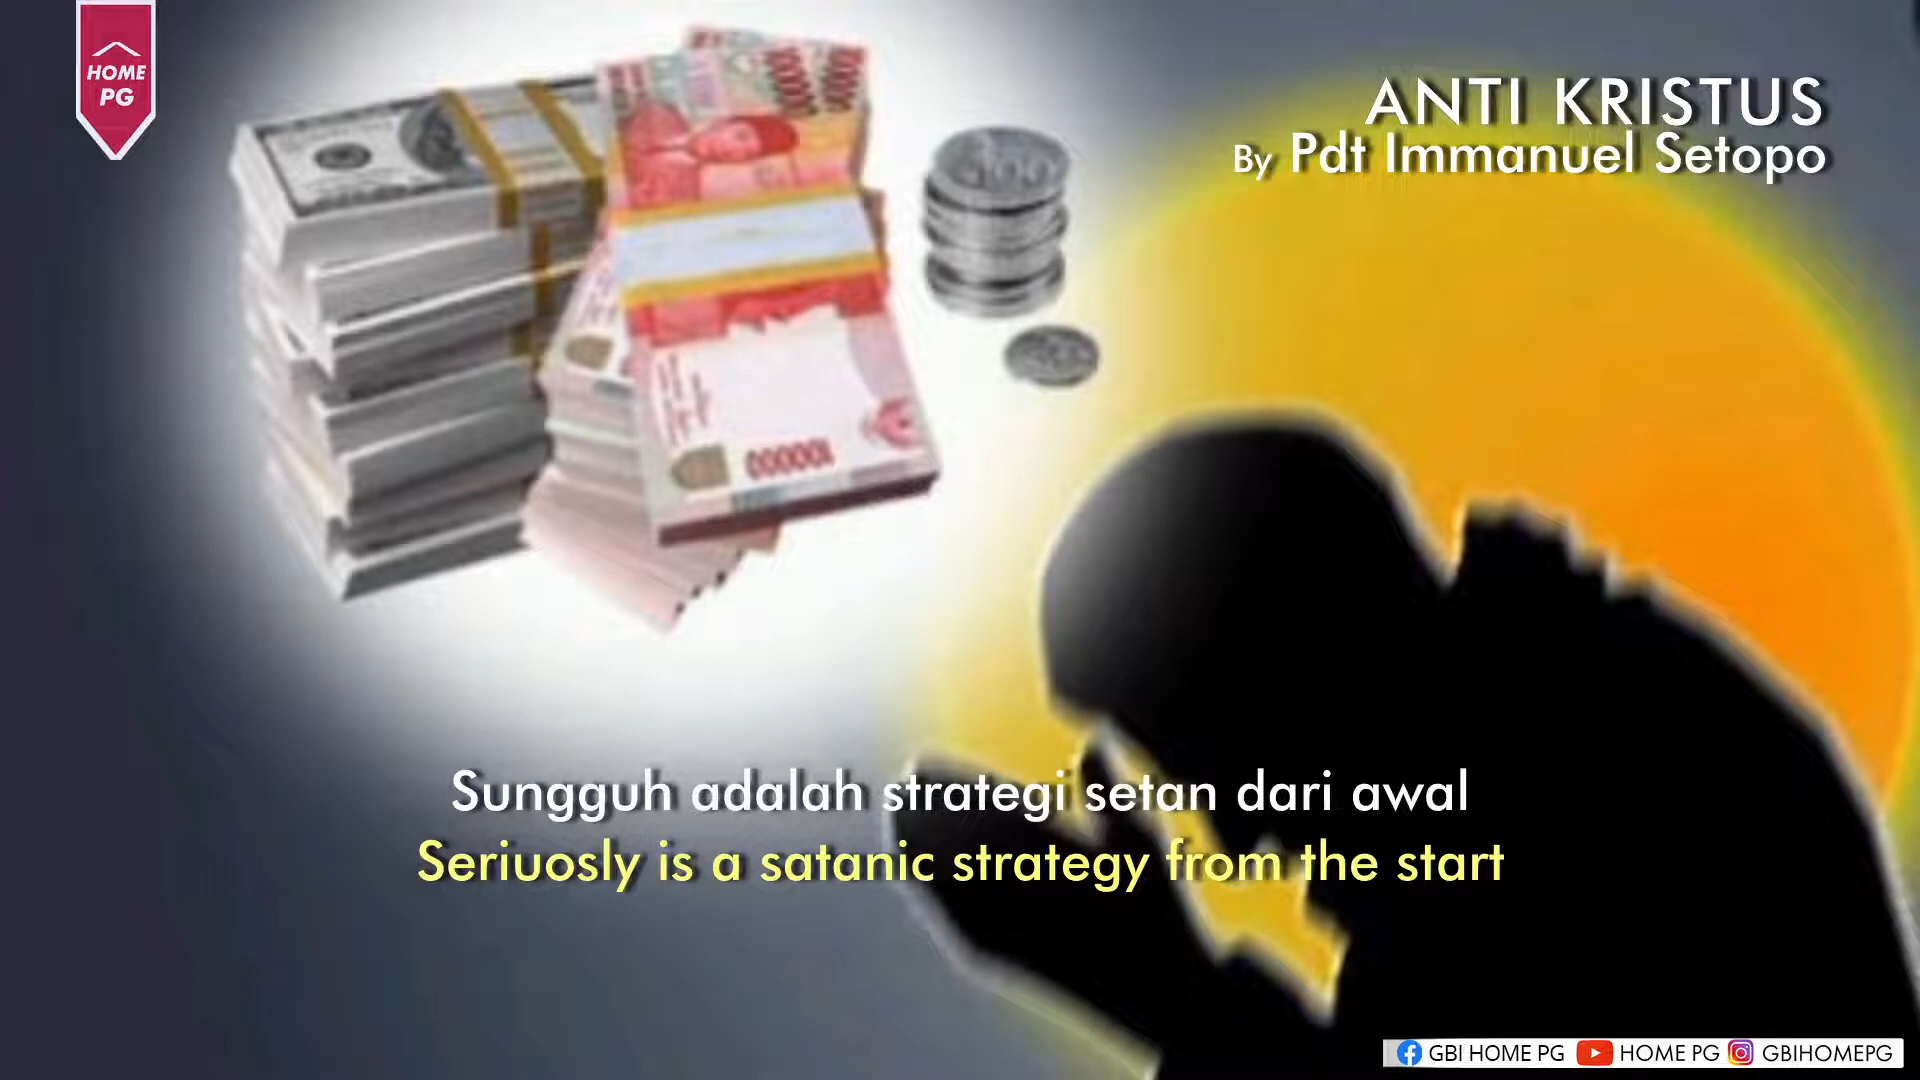 HOME
PG
ANTI KRISTUS
By Pdt Immanuel Setopo
100000
Sungguh adalah strategi setan dari awal
Seriuosly is a satanic strategy from the start
GBI HOME PG HOME PG GBIHOMEPG